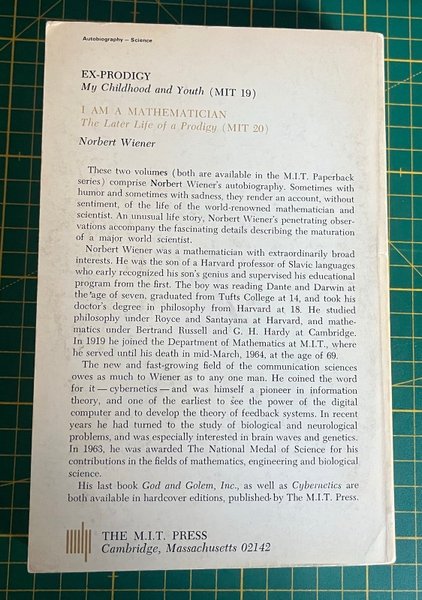 Autobiography – Science
EX-PRODIGY
My Childhood and Youth (MIT 19)
I AM A MATHEMATICIAN
The Later Life of a Prodigy (MIT 20)
Norbert Wiener
These two volumes (both are available in the M.I.T. Paperback
series) comprise Norbert Wiener's autobiography. Sometimes with
humor and sometimes with sadness, they render an account, without
sentiment, of the life of the world-renowned mathematician and
scientist. An unusual life story, Norbert Wiener's penetrating obser-
vations accompany the fascinating details describing the maturation
of a major world scientist.
Norbert Wiener was a mathematician with extraordinarily broad
interests. He was the son of a Harvard professor of Slavic languages
who early recognized his son's genius and supervised his educational
program from the first. The boy was reading Dante and Darwin at
the age of seven, graduated from Tufts College at 14, and took his
doctor's degree in philosophy from Harvard at 18. He studied
philosophy under Royce and Santayana at Harvard, and mathe-
matics under Bertrand Russell and G. H. Hardy at Cambridge.
In 1919 he joined the Department of Mathematics at M.I.T., where
he served until his death in mid-March, 1964, at the age of 69.
The new and fast-growing field of the communication sciences
owes as much to Wiener as to any one man. He coined the word
for it — cybernetics — and was himself a pioneer in information
theory, and one of the earliest to see the power of the digital
computer and to develop the theory of feedback systems. In recent
years he had turned to the study of biological and neurological
problems, and was especially interested in brain waves and genetics.
In 1963, he was awarded The National Medal of Science for his
contributions in the fields of mathematics, engineering and biological
science.
His last book God and Golem, Inc., as well as Cybernetics are
both available in hardcover editions, published by The M.I.T. Press.
THE M.I.T. PRESS
Cambridge, Massachusetts 02142